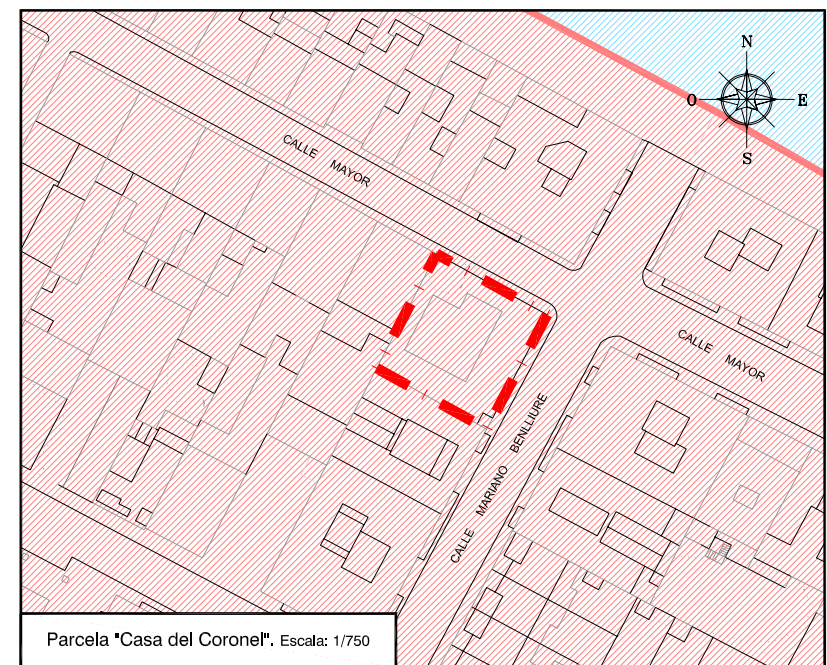 N
O E
S
CALLE MAYOR
CALLE MAYOR
CALLE MARIANO BENLLIURE
Parcela "Casa del Coronel". Escala: 1/750